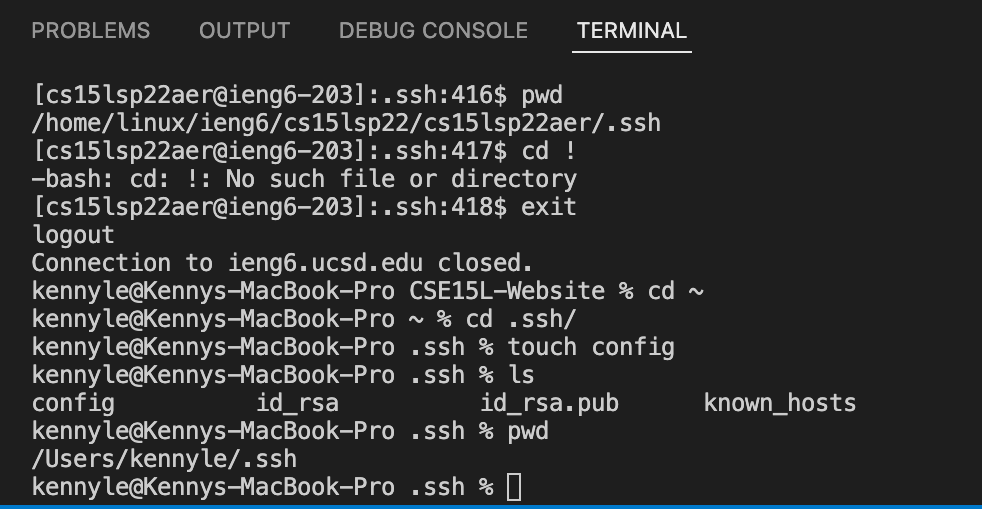 PROBLEMS OUTPUT DEBUG CONSOLE TERMINAL
[cs15lsp22aer@ieng6-203]:.ssh:416$ pwd
/home/linux/ieng6/cs15lsp22/cs15lsp22aer/.ssh
[cs15lsp22aer@ieng6-203]:.ssh:417$ cd !
-bash: cd: !: No such file or directory
[cs15lsp22aer@ieng6-203]:.ssh:418$ exit
logout
Connection to ieng6.ucsd.edu closed.
kennyle@Kennys-MacBook-Pro CSE15L-Website % cd ~
kennyle@Kennys-MacBook-Pro ~ % cd .ssh/
kennyle@Kennys-MacBook-Pro .ssh % touch config
kennyle@Kennys-MacBook-Pro .ssh % ls
config id_rsa id_rsa.pub known_hosts
kennyle@Kennys-MacBook-Pro .ssh % pwd
/Users/kennyle/.ssh
kennyle@Kennys-MacBook-Pro .ssh %